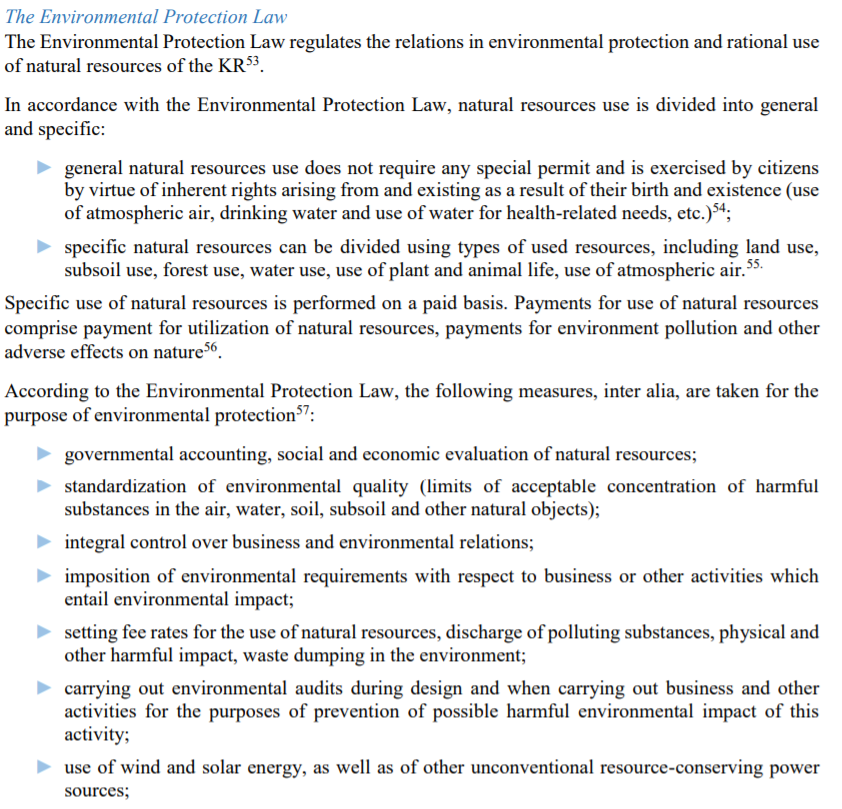 The Environmental Protection Law
The Environmental Protection Law regulates the relations in environmental protection and rational use
of natural resources of the KR53.
In accordance with the Environmental Protection Law, natural resources use is divided into general
and specific:
general natural resources use does not require any special permit and is exercised by citizens
by virtue of inherent rights arising from and existing as a result of their birth and existence (use
of atmospheric air, drinking water and use of water for health-related needs, etc.)54;
specific natural resources can be divided using types of used resources, including land use,
subsoil use, forest use, water use, use of plant and animal life, use of atmospheric air.55.
Specific use of natural resources is performed on a paid basis. Payments for use of natural resources
comprise payment for utilization of natural resources, payments for environment pollution and other
adverse effects on nature56.
According to the Environmental Protection Law, the following measures, inter alia, are taken for the
purpose of environmental protection57:
governmental accounting, social and economic evaluation of natural resources;
standardization of environmental quality (limits of acceptable concentration of harmful
substances in the air, water, soil, subsoil and other natural objects);
integral control over business and environmental relations;
imposition of environmental requirements with respect to business or other activities which
entail environmental impact;
setting fee rates for the use of natural resources, discharge of polluting substances, physical and
other harmful impact, waste dumping in the environment;
carrying out environmental audits during design and when carrying out business and other
activities for the purposes of prevention of possible harmful environmental impact of this
activity;
use of wind and solar energy, as well as of other unconventional resource-conserving power
sources;